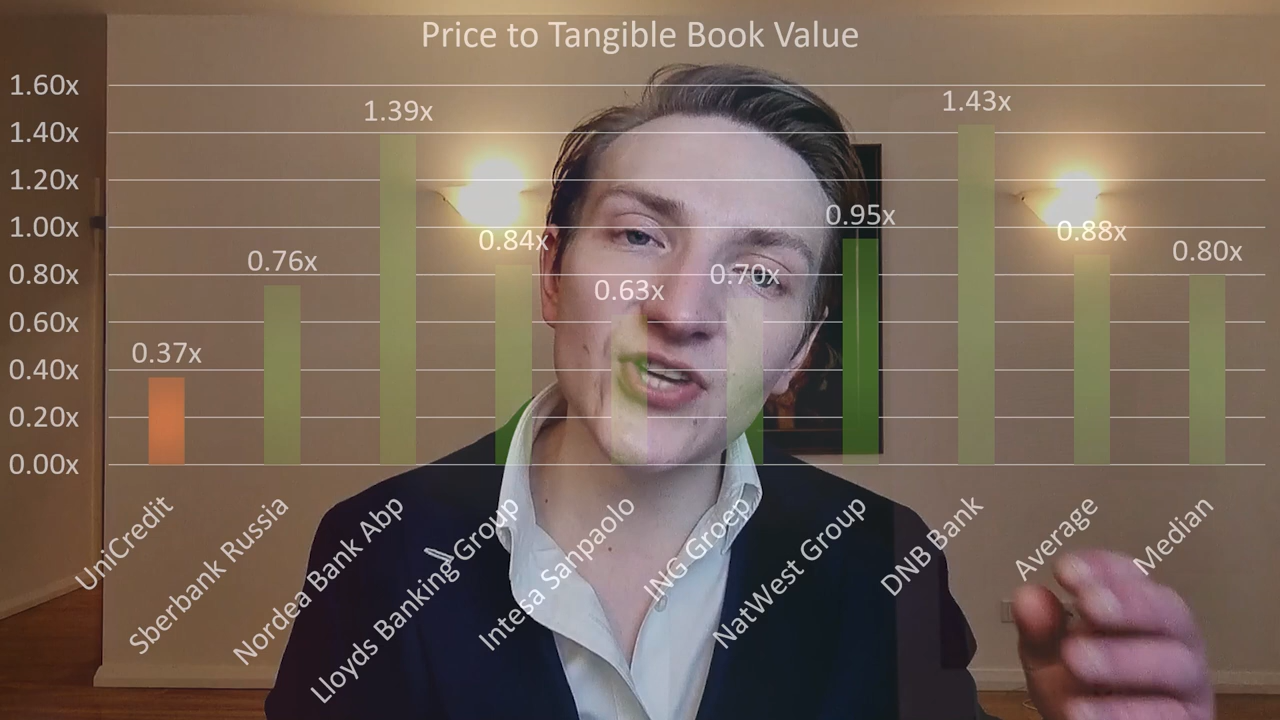 Price to Tangible Book Value
1.60x
1.40x
1.20x
1.00x
0.80x
0.60x
0.40x
0.20x
0.00x
0.37x
0.76x
1.39x
0.84x
0.63x
0.70x
0.95x
1.43x
0.88x
0.80x
UniCredit
Sberbank Russia
Nordea Bank Abp
Lloyds Banking Group
Intesa Sanpaolo
ING Groep
NatWest Group
DNB Bank
Average
Median